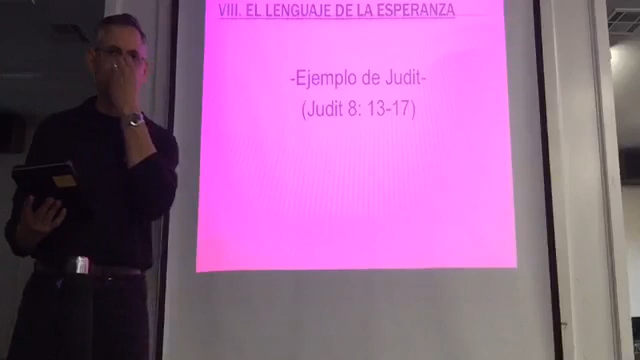 VIII. EL LENGUAJE DE LA ESPERANZA
-Ejemplo de Judit-
(Judit 8: 13-17)